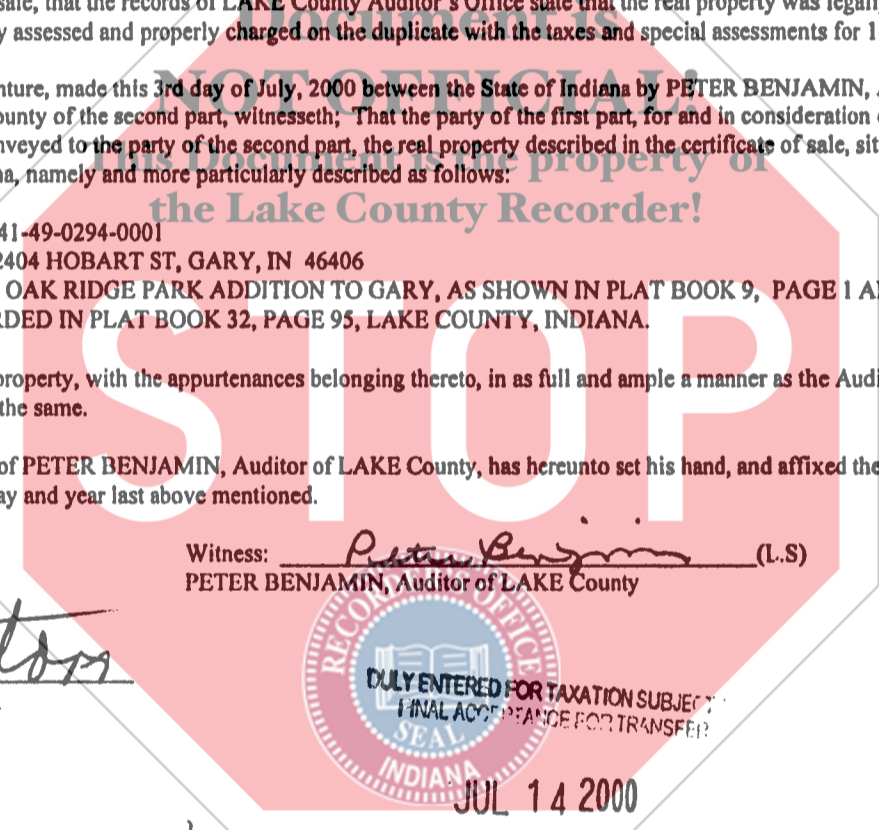 sale, that the records of LAKE County Auditor's Office state that the real property was legally
assessed and properly charged on the duplicate with the taxes and special assessments for 1
Document is
NOT OFFICIAL!
This Document is the property of
the Lake County Recorder!
nture, made this 3rd day of July, 2000 between the State of Indiana by PETER BENJAMIN,
ounty of the second part, witnesseth; That the party of the first part, for and in consideration
nveyed to the party of the second part, the real property described in the certificate of sale, sit
na, namely and more particularly described as follows:
41-49-0294-0001
2404 HOBART ST, GARY, IN 46406
OAK RIDGE PARK ADDITION TO GARY, AS SHOWN IN PLAT BOOK 9, PAGE 1 A
RDED IN PLAT BOOK 32, PAGE 95, LAKE COUNTY, INDIANA.
STOP
property, with the appurtenances belonging thereto, in as full and ample a manner as the Audi
the same.
of PETER BENJAMIN, Auditor of LAKE County, has hereunto set his hand, and affixed the
ay and year last above mentioned.
Witness: Peter Benjamin (L.S)
PETER BENJAMIN, Auditor of LAKE County
RECORDER'S OFFICE
SEAL
INDIANA
DULY ENTERED FOR TAXATION SUBJECT
FINAL ACCEPTANCE FOR TRANSFER
JUL 14 2000